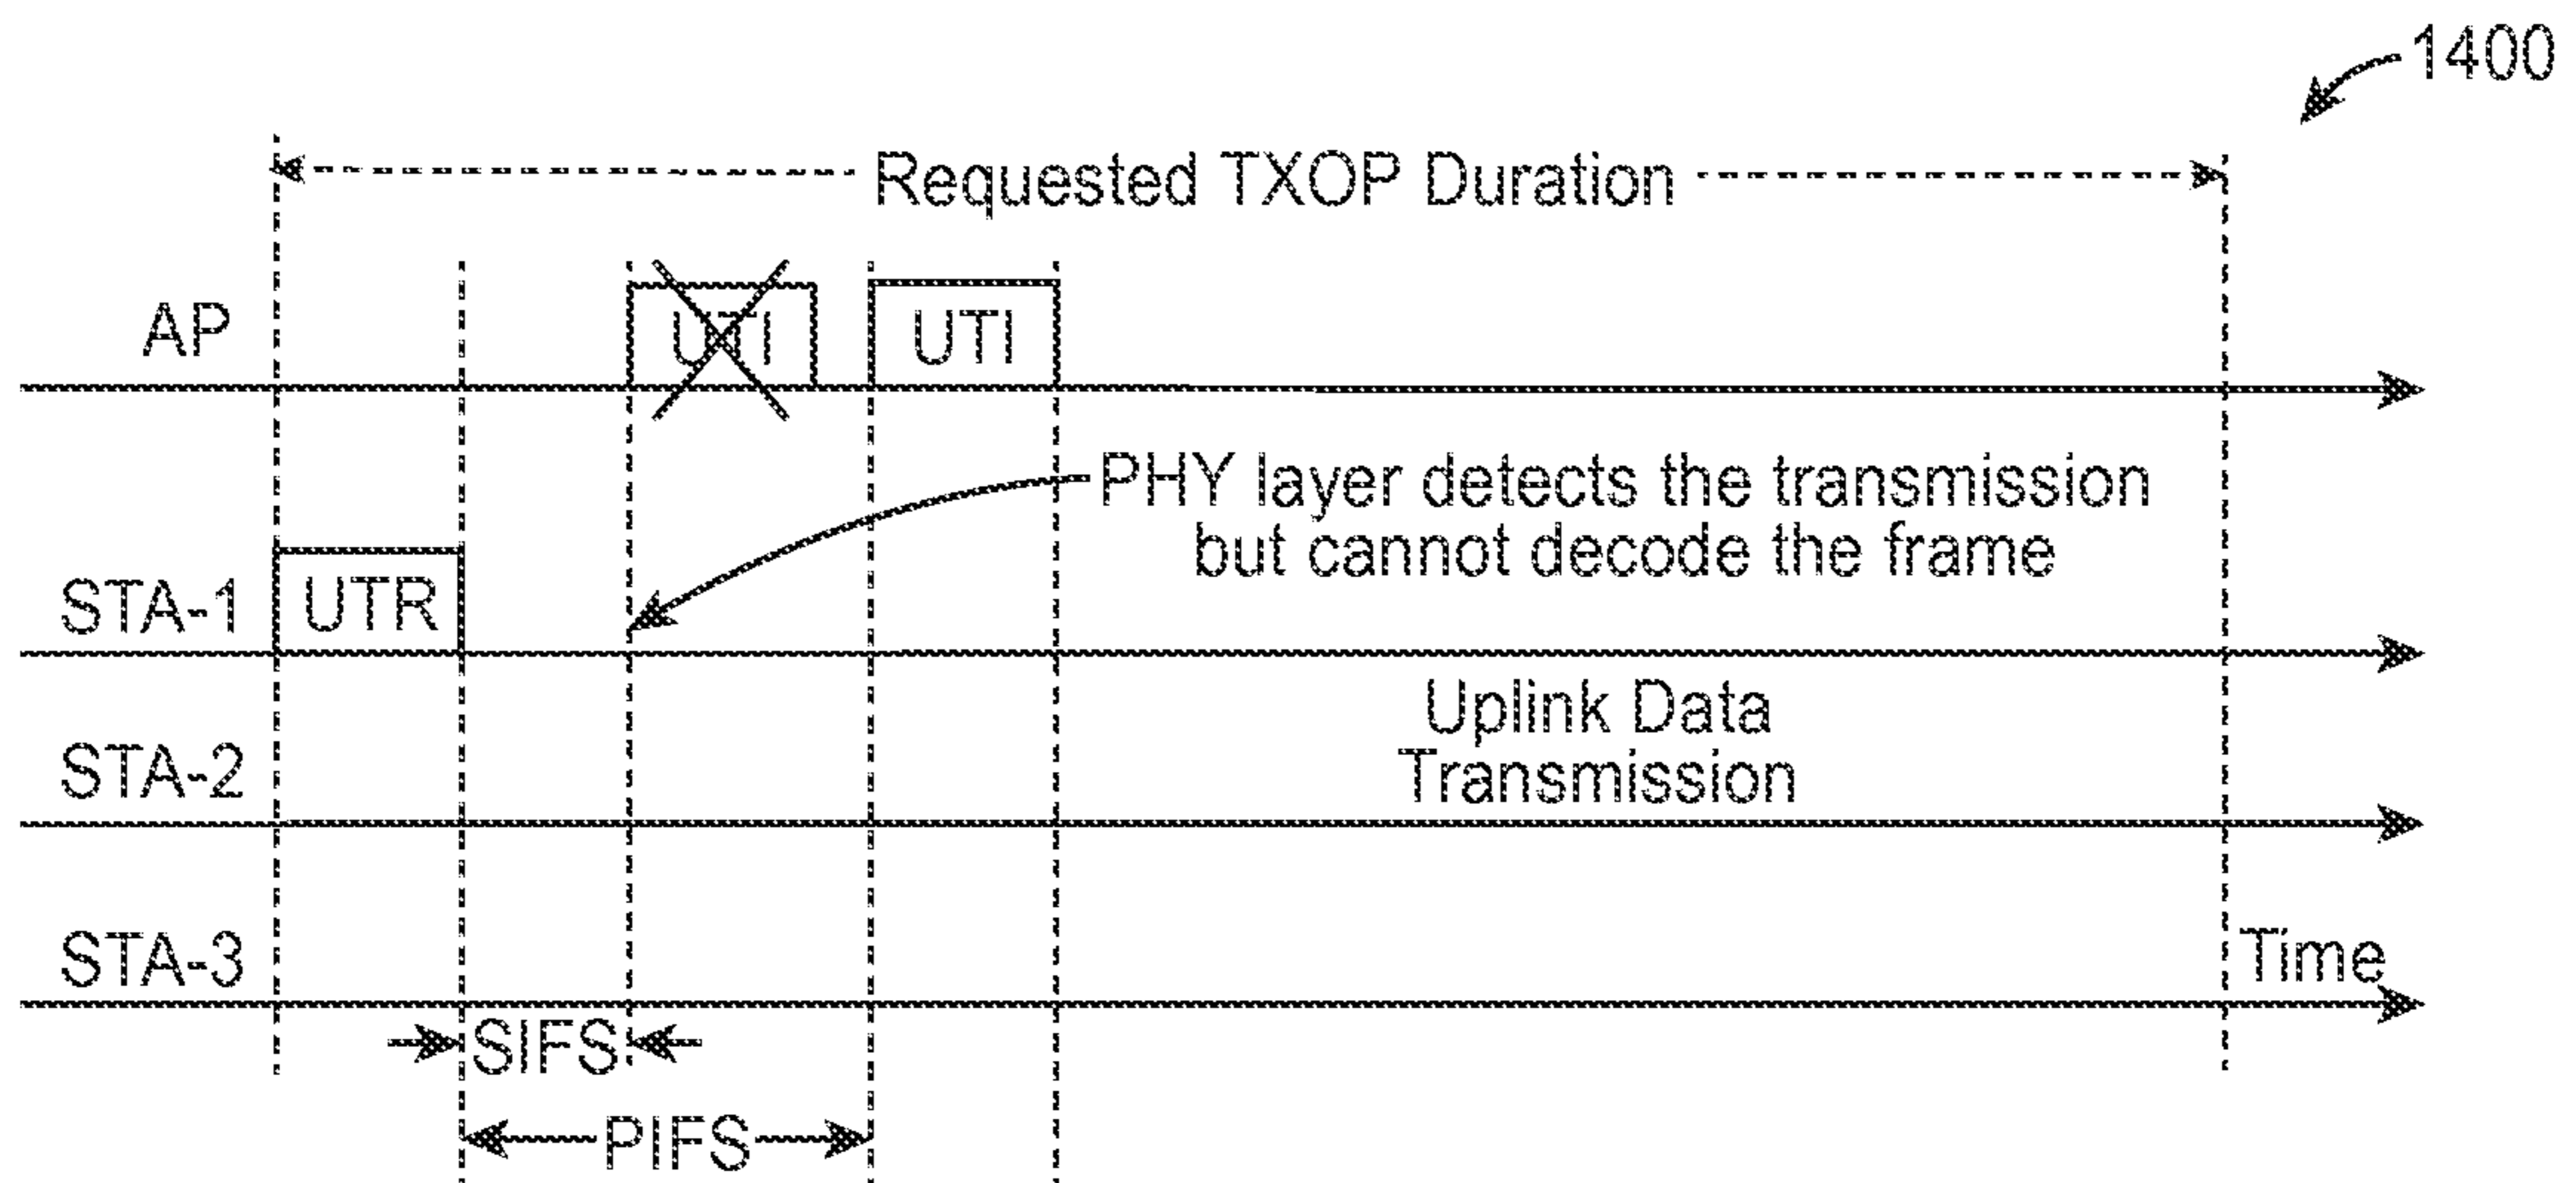 1400
Requested TXOP Duration
AP
UTI
UTI
PHY layer detects the transmission
but cannot decode the frame
STA-1
UTR
Uplink Data
Transmission
STA-2
STA-3
Time
SIFS
PIFS